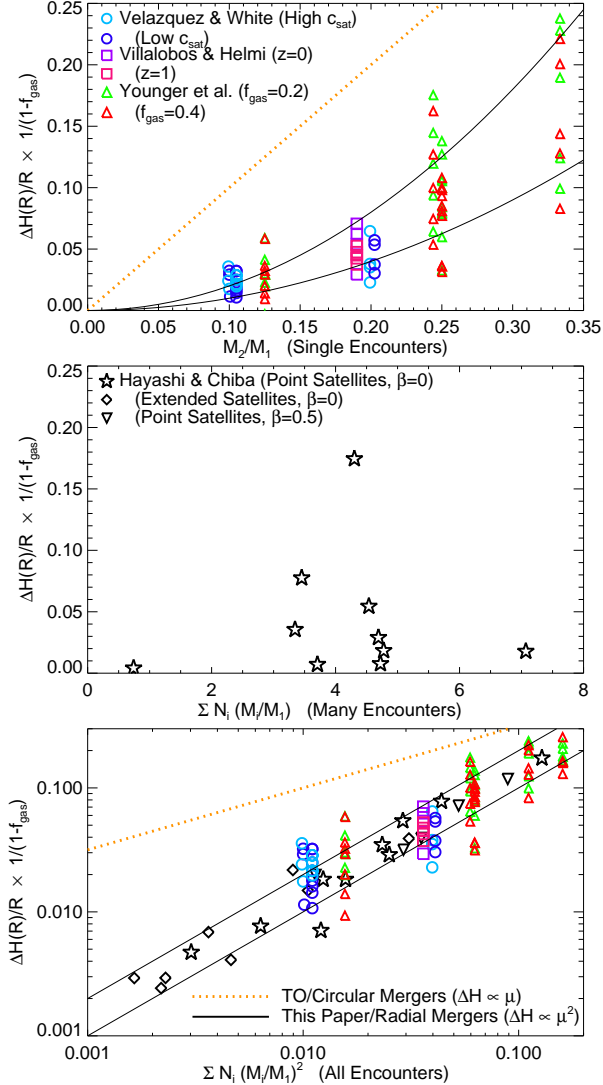 0.25
0.20
0.15
0.10
0.05
0.00
ΔH(R)/R × 1/(1-f_gas)
Velazquez & White (High c_sat)
(Low c_sat)
Villalobos & Helmi (z=0)
(z=1)
Younger et al. (f_gas=0.2)
(f_gas=0.4)
0.00 0.05 0.10 0.15 0.20 0.25 0.30 0.35
M_2/M_1 (Single Encounters)
0.25
0.20
0.15
0.10
0.05
0.00
ΔH(R)/R × 1/(1-f_gas)
Hayashi & Chiba (Point Satellites, β=0)
(Extended Satellites, β=0)
(Point Satellites, β=0.5)
0 2 4 6 8
Σ N_i (M_i/M_1) (Many Encounters)
0.100
0.010
0.001
ΔH(R)/R × 1/(1-f_gas)
TO/Circular Mergers (ΔH ∝ μ)
This Paper/Radial Mergers (ΔH ∝ μ²)
0.010 0.100
Σ N_i (M_i/M_1)² (All Encounters)